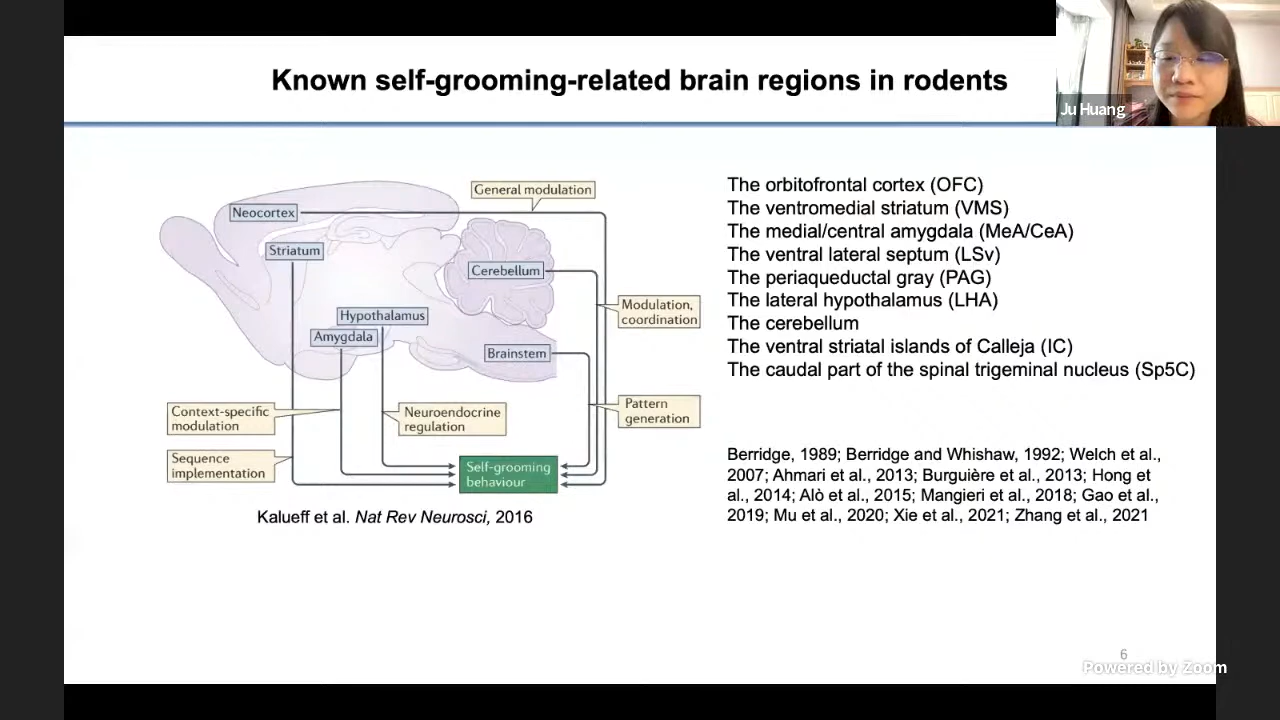 Known self-grooming-related brain regions in rodents
Ju Huang
General modulation
Neocortex
Striatum
Cerebellum
Modulation,
coordination
Hypothalamus
Amygdala
Brainstem
Context-specific
modulation
Neuroendocrine
regulation
Pattern
generation
Sequence
implementation
Self-grooming
behaviour
Kalueff et al. Nat Rev Neurosci, 2016
The orbitofrontal cortex (OFC)
The ventromedial striatum (VMS)
The medial/central amygdala (MeA/CeA)
The ventral lateral septum (LSv)
The periaqueductal gray (PAG)
The lateral hypothalamus (LHA)
The cerebellum
The ventral striatal islands of Calleja (IC)
The caudal part of the spinal trigeminal nucleus (Sp5C)
Berridge, 1989; Berridge and Whishaw, 1992; Welch et al.,
2007; Ahmari et al., 2013; Burguière et al., 2013; Hong et
al., 2014; Alò et al., 2015; Mangieri et al., 2018; Gao et al.,
2019; Mu et al., 2020; Xie et al., 2021; Zhang et al., 2021
6
Powered by Zoom